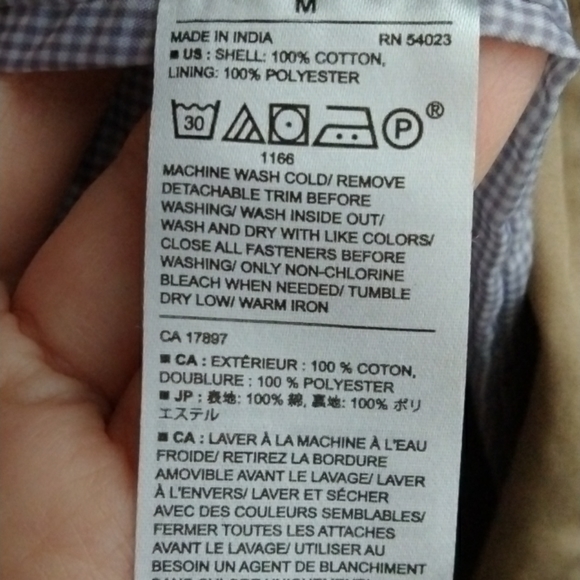 M
MADE IN INDIA RN 54023
■ US : SHELL: 100% COTTON,
LINING: 100% POLYESTER
30 P ®
1166
MACHINE WASH COLD/ REMOVE
DETACHABLE TRIM BEFORE
WASHING/ WASH INSIDE OUT/
WASH AND DRY WITH LIKE COLORS/
CLOSE ALL FASTENERS BEFORE
WASHING/ ONLY NON-CHLORINE
BLEACH WHEN NEEDED/ TUMBLE
DRY LOW/ WARM IRON
CA 17897
■ CA : EXTÉRIEUR : 100 % COTON,
DOUBLURE : 100 % POLYESTER
■ JP : 表地: 100% 綿, 裏地: 100% ポリ
エステル
■ CA : LAVER À LA MACHINE À L'EAU
FROIDE/ RETIREZ LA BORDURE
AMOVIBLE AVANT LE LAVAGE/ LAVER
À L'ENVERS/ LAVER ET SÉCHER
AVEC DES COULEURS SEMBLABLES/
FERMER TOUTES LES ATTACHES
AVANT LE LAVAGE/ UTILISER AU
BESOIN UN AGENT DE BLANCHIMENT